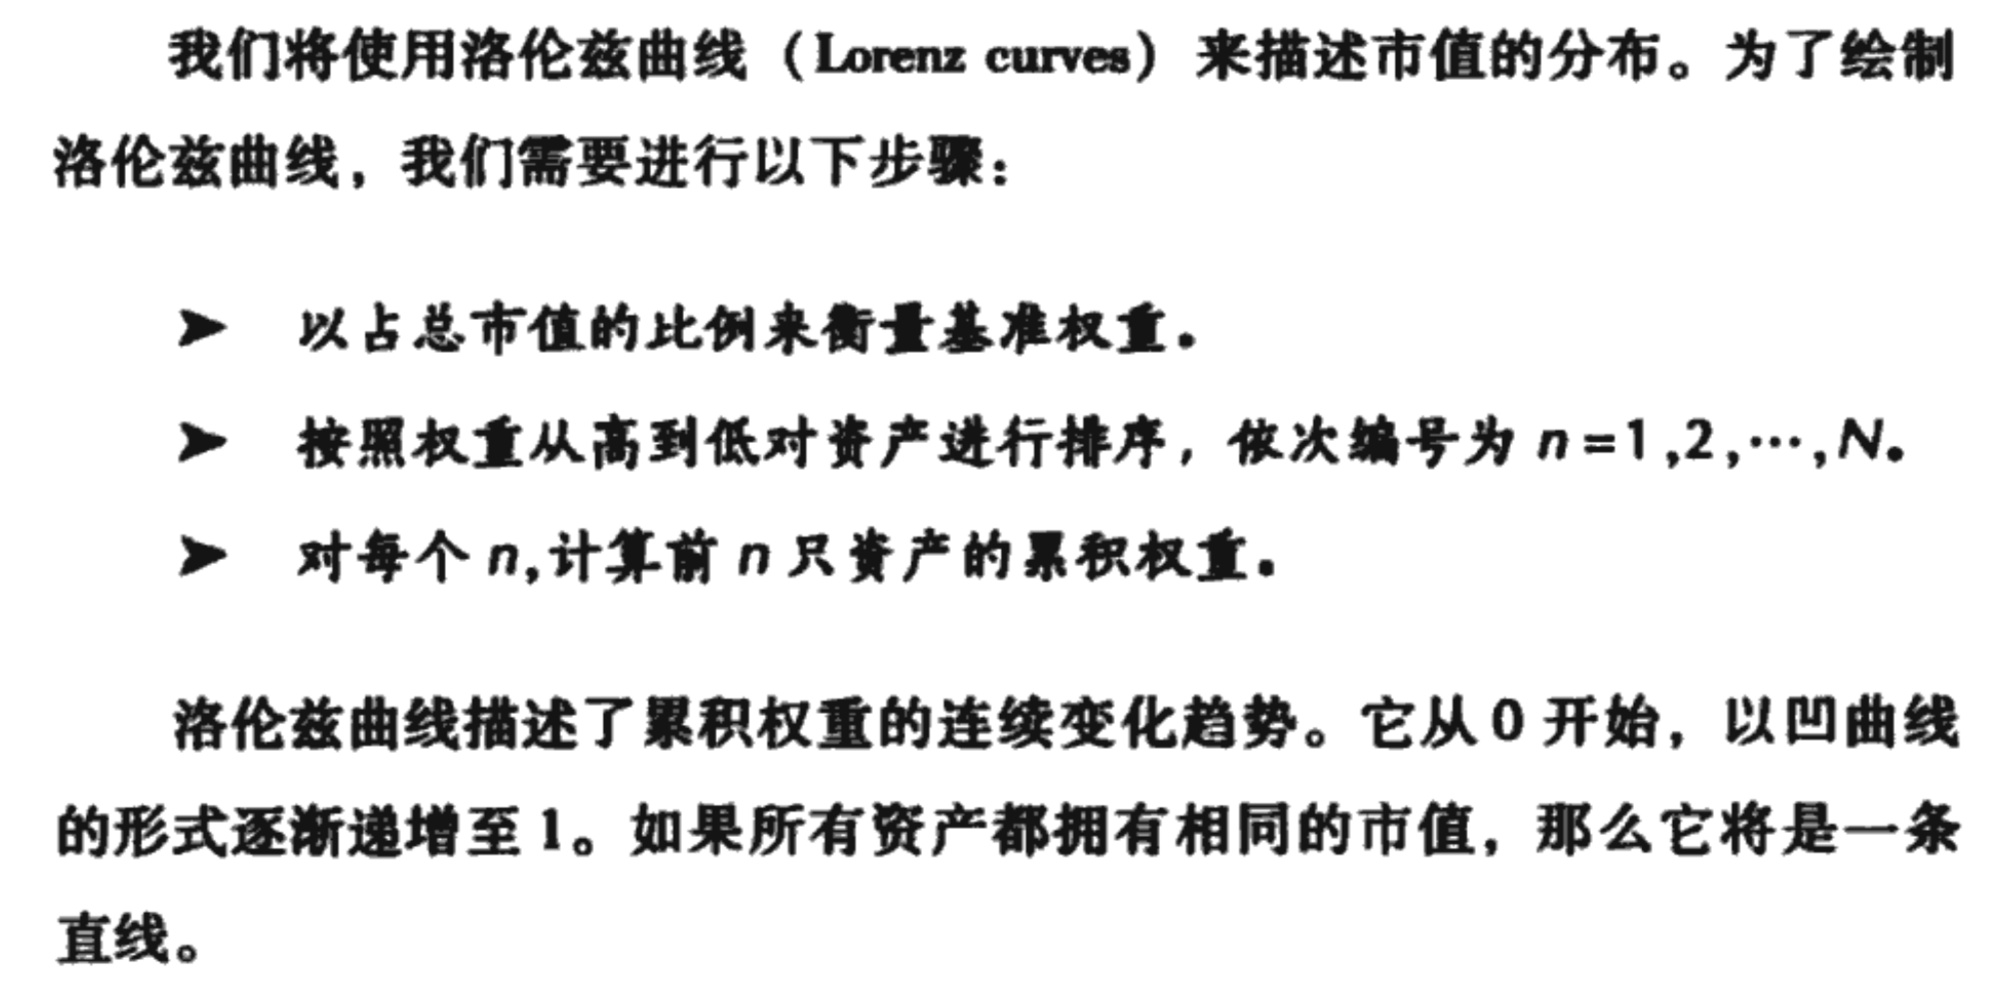 我们将使用洛伦兹曲线（Lorenz curves）来描述市值的分布。为了绘制
洛伦兹曲线，我们需要进行以下步骤：
➤ 以占总市值的比例来衡量基准权重。
➤ 按照权重从高到低对资产进行排序，依次编号为 n=1,2,…,N。
➤ 对每个 n,计算前 n 只资产的累积权重。
洛伦兹曲线描述了累积权重的连续变化趋势。它从 0 开始，以凹曲线
的形式逐渐递增至 1。如果所有资产都拥有相同的市值，那么它将是一条
直线。